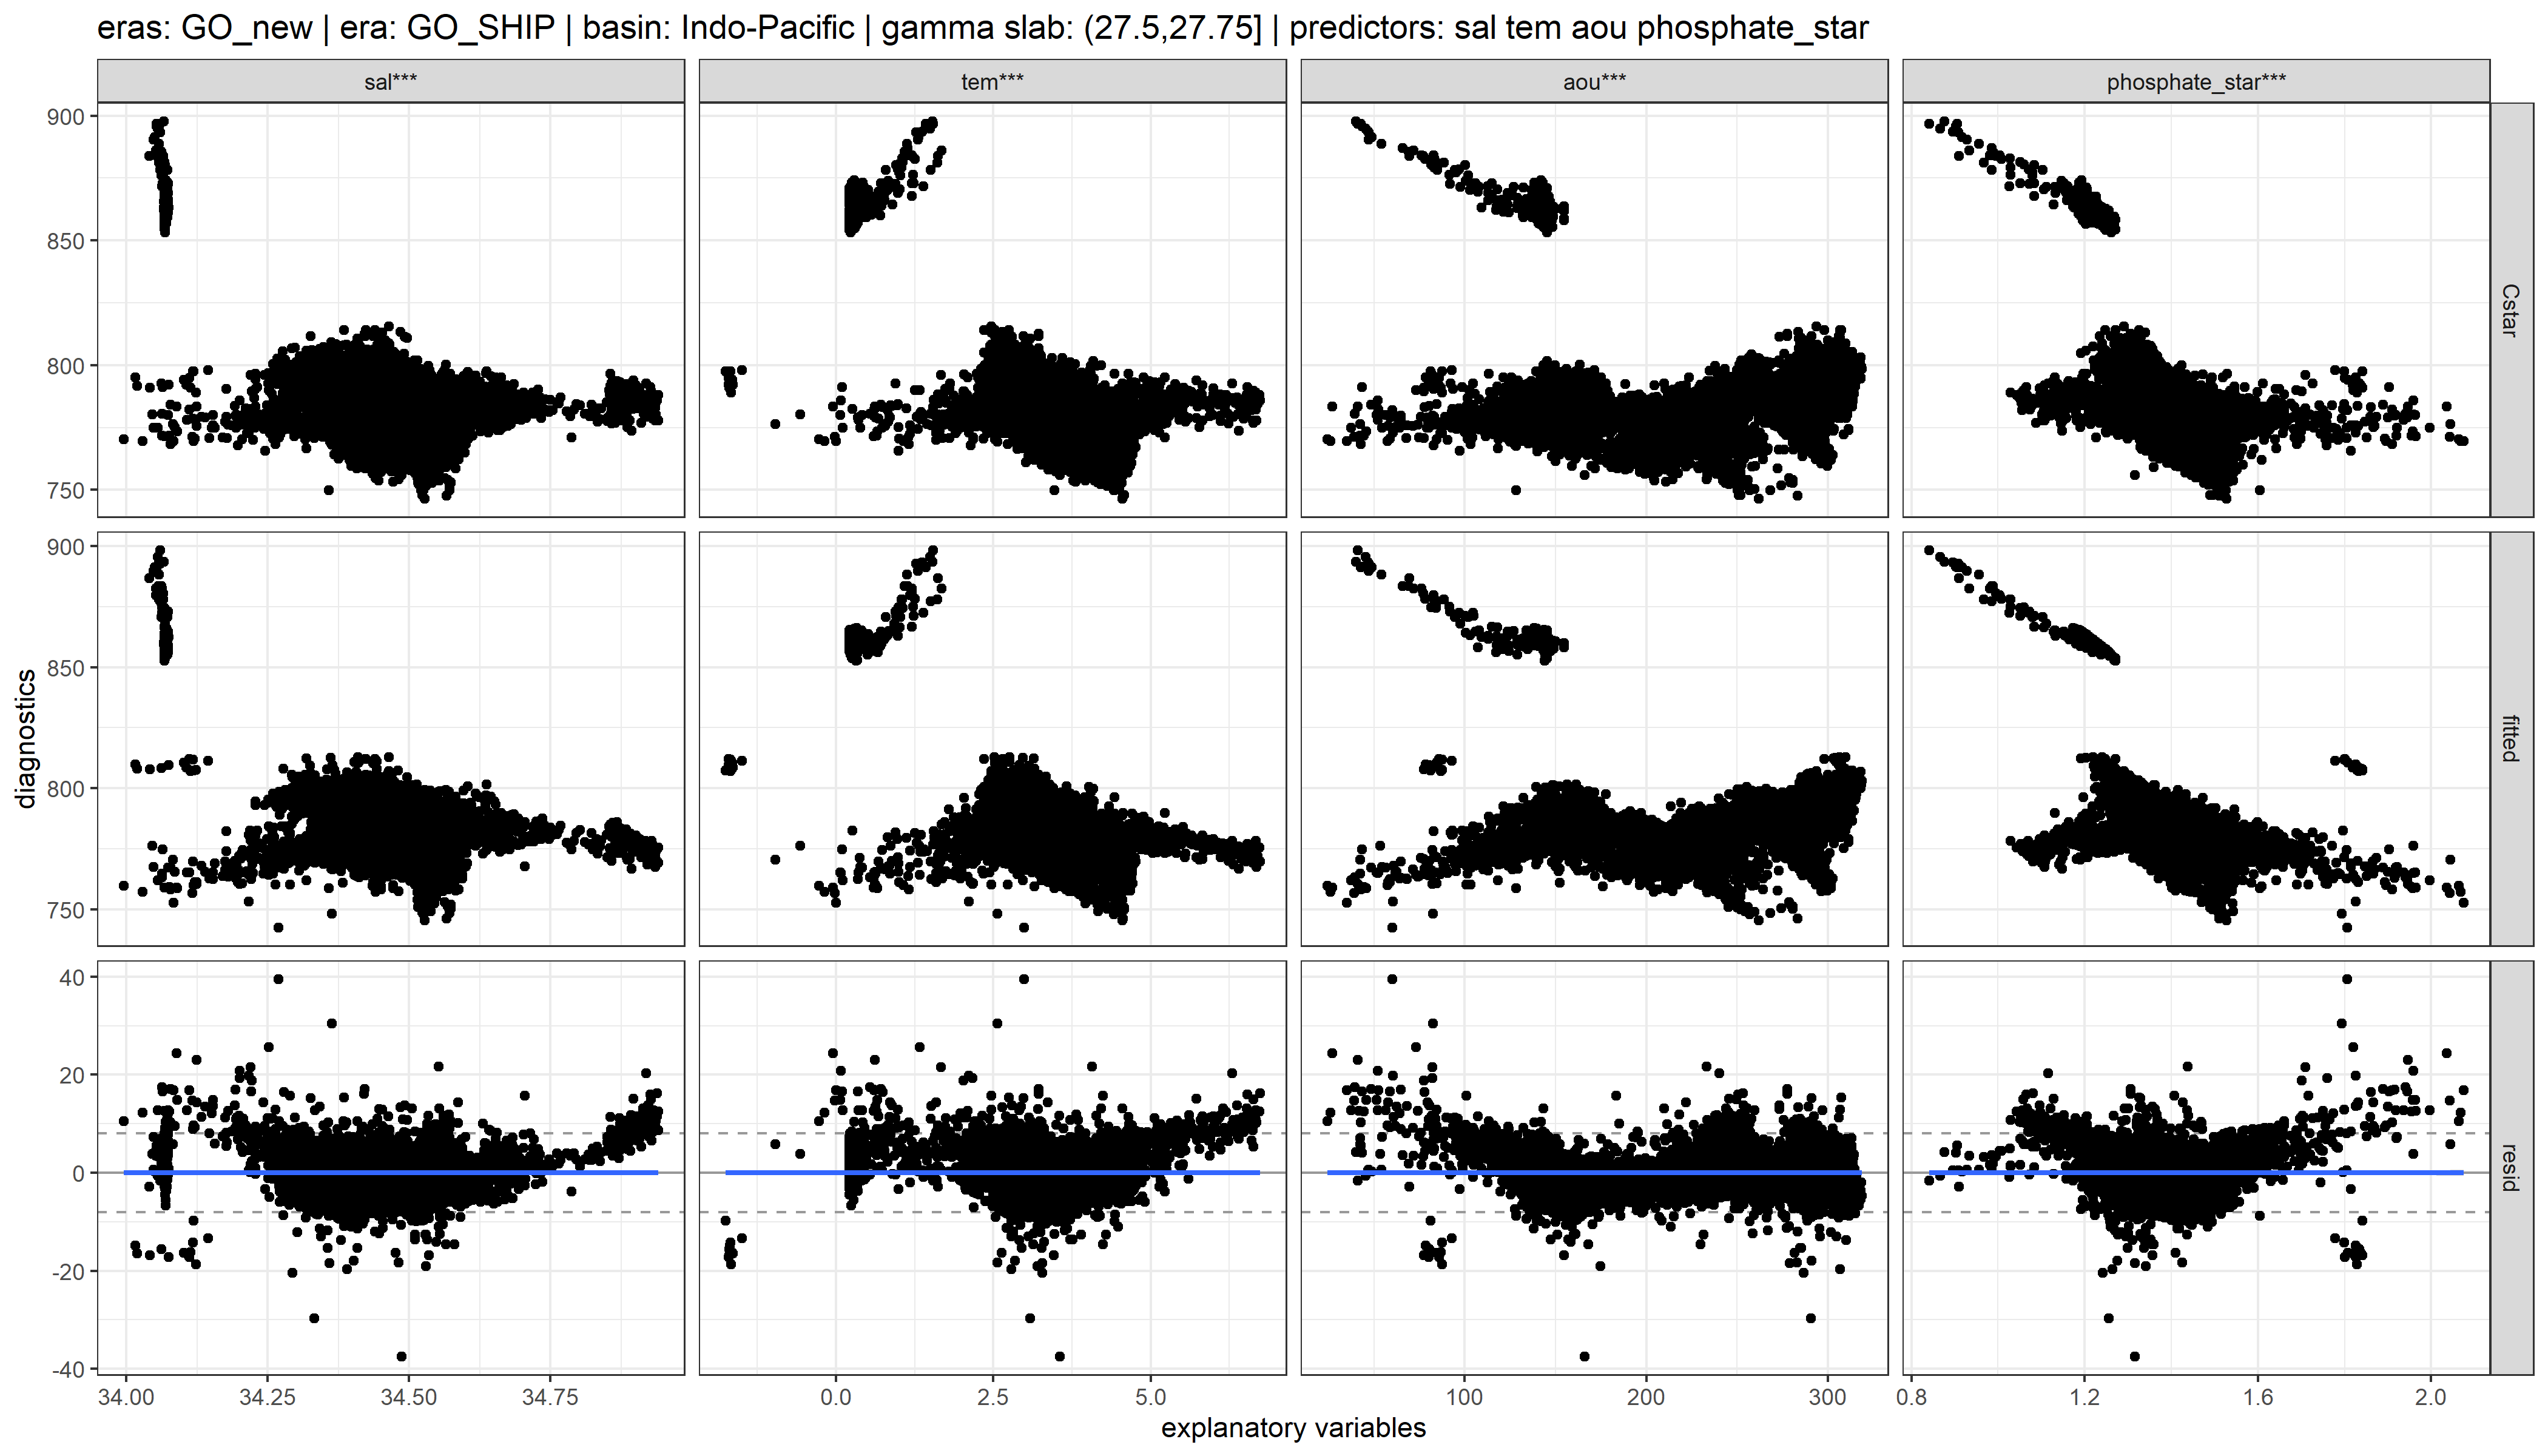 eras: GO_new | era: GO_SHIP | basin: Indo-Pacific | gamma slab: (27.5,27.75] | predictors: sal tem aou phosphate_star
sal*** tem*** aou*** phosphate_star***
900
850
800
750
Cstar
900
850
800
750
fitted
40
20
0
-20
-40
resid
diagnostics
34.00 34.25 34.50 34.75 0.0 2.5 5.0 100 200 300 0.8 1.2 1.6 2.0
explanatory variables